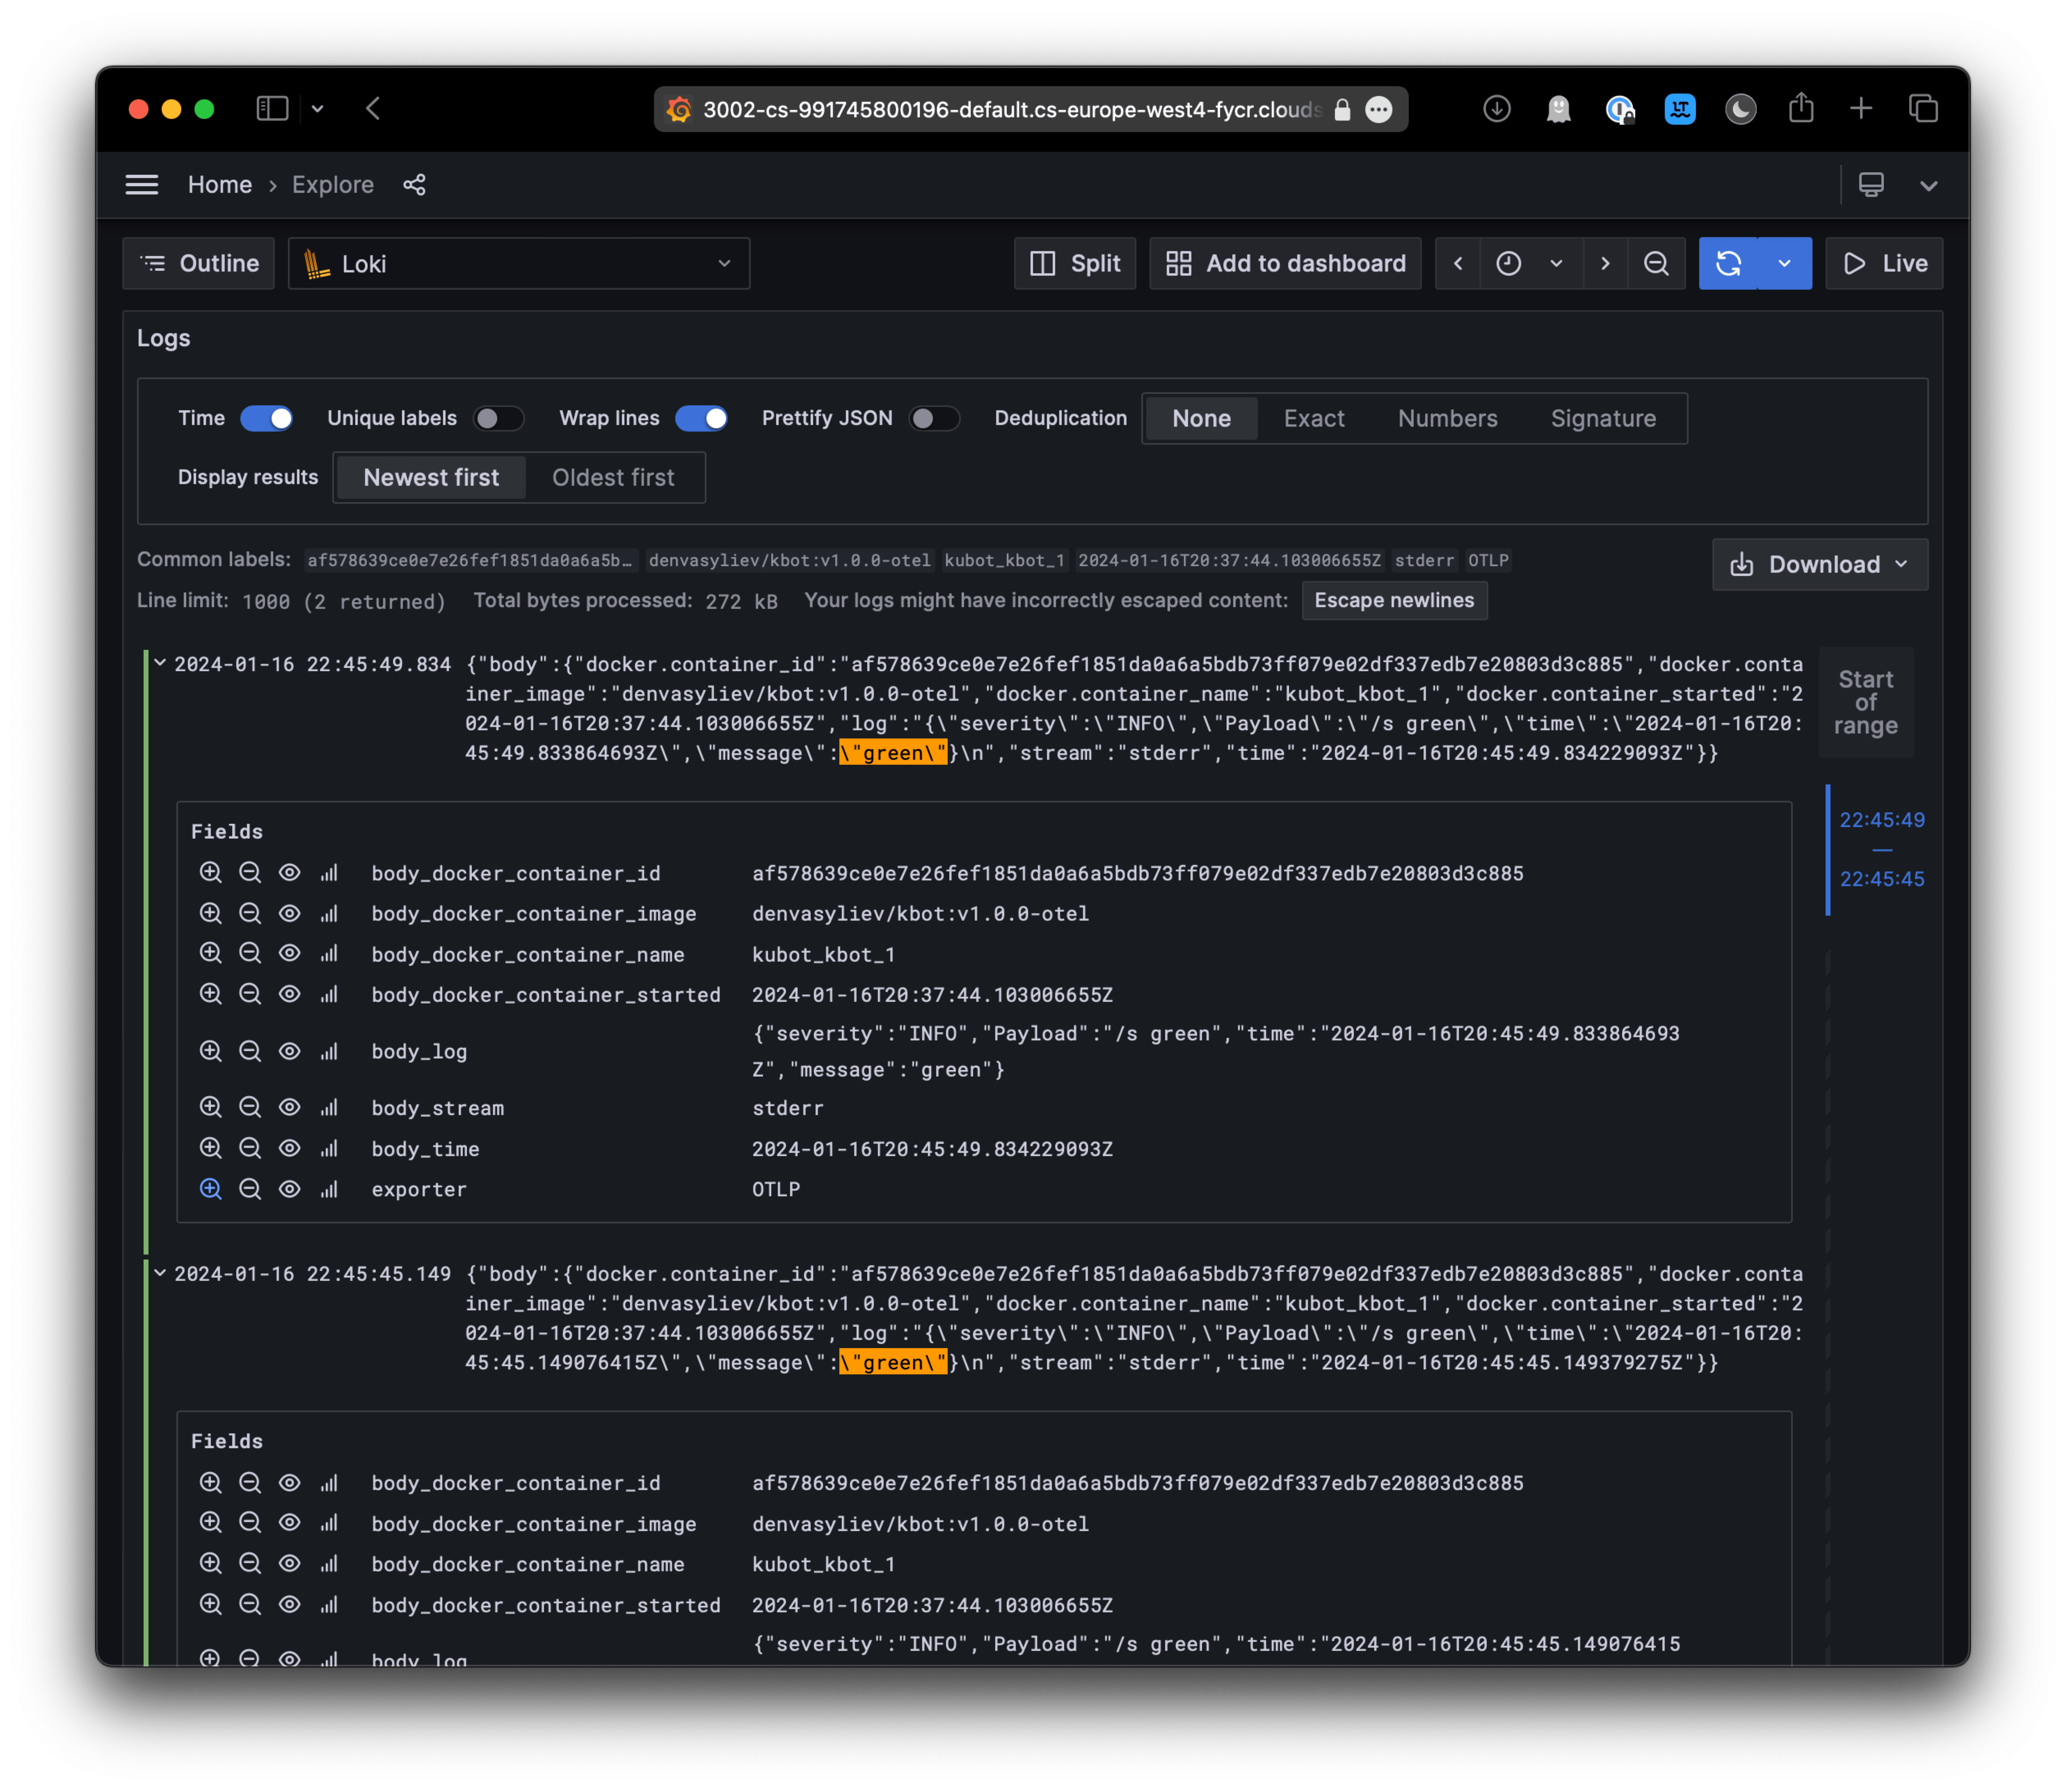 3002-cs-991745800196-default.cs-europe-west4-fycr.clouds
Home › Explore
Outline Loki Split Add to dashboard Live
Logs
Time Unique labels Wrap lines Prettify JSON Deduplication None Exact Numbers Signature
Display results Newest first Oldest first
Common labels: af578639ce0e7e26fef1851da0a6a5b… denvasyliev/kbot:v1.0.0-otel kubot_kbot_1 2024-01-16T20:37:44.103006655Z stderr OTLP
Download
Line limit: 1000 (2 returned) Total bytes processed: 272 kB Your logs might have incorrectly escaped content: Escape newlines
2024-01-16 22:45:49.834 {"body":{"docker.container_id":"af578639ce0e7e26fef1851da0a6a5bdb73ff079e02df337edb7e20803d3c885","docker.conta
iner_image":"denvasyliev/kbot:v1.0.0-otel","docker.container_name":"kubot_kbot_1","docker.container_started":"2
024-01-16T20:37:44.103006655Z","log":"{\"severity\":\"INFO\",\"Payload\":\"/s green\",\"time\":\"2024-01-16T20:
45:49.833864693Z\",\"message\":\"green\"}\n","stream":"stderr","time":"2024-01-16T20:45:49.834229093Z"}}
Start
of
range
22:45:49
—
22:45:45
Fields
body_docker_container_id af578639ce0e7e26fef1851da0a6a5bdb73ff079e02df337edb7e20803d3c885
body_docker_container_image denvasyliev/kbot:v1.0.0-otel
body_docker_container_name kubot_kbot_1
body_docker_container_started 2024-01-16T20:37:44.103006655Z
body_log {"severity":"INFO","Payload":"/s green","time":"2024-01-16T20:45:49.833864693
Z","message":"green"}
body_stream stderr
body_time 2024-01-16T20:45:49.834229093Z
exporter OTLP
2024-01-16 22:45:45.149 {"body":{"docker.container_id":"af578639ce0e7e26fef1851da0a6a5bdb73ff079e02df337edb7e20803d3c885","docker.conta
iner_image":"denvasyliev/kbot:v1.0.0-otel","docker.container_name":"kubot_kbot_1","docker.container_started":"2
024-01-16T20:37:44.103006655Z","log":"{\"severity\":\"INFO\",\"Payload\":\"/s green\",\"time\":\"2024-01-16T20:
45:45.149076415Z\",\"message\":\"green\"}\n","stream":"stderr","time":"2024-01-16T20:45:45.149379275Z"}}
Fields
body_docker_container_id af578639ce0e7e26fef1851da0a6a5bdb73ff079e02df337edb7e20803d3c885
body_docker_container_image denvasyliev/kbot:v1.0.0-otel
body_docker_container_name kubot_kbot_1
body_docker_container_started 2024-01-16T20:37:44.103006655Z
body_log {"severity":"INFO","Payload":"/s green","time":"2024-01-16T20:45:45.149076415